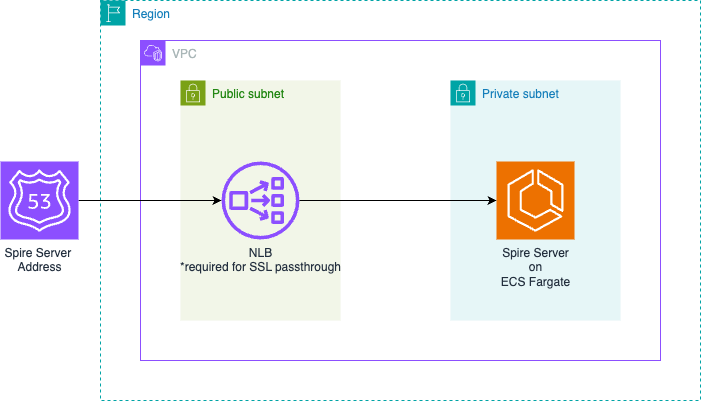 Region
VPC
Public subnet
Private subnet
53
Spire Server
Address
NLB
*required for SSL passthrough
Spire Server
on
ECS Fargate